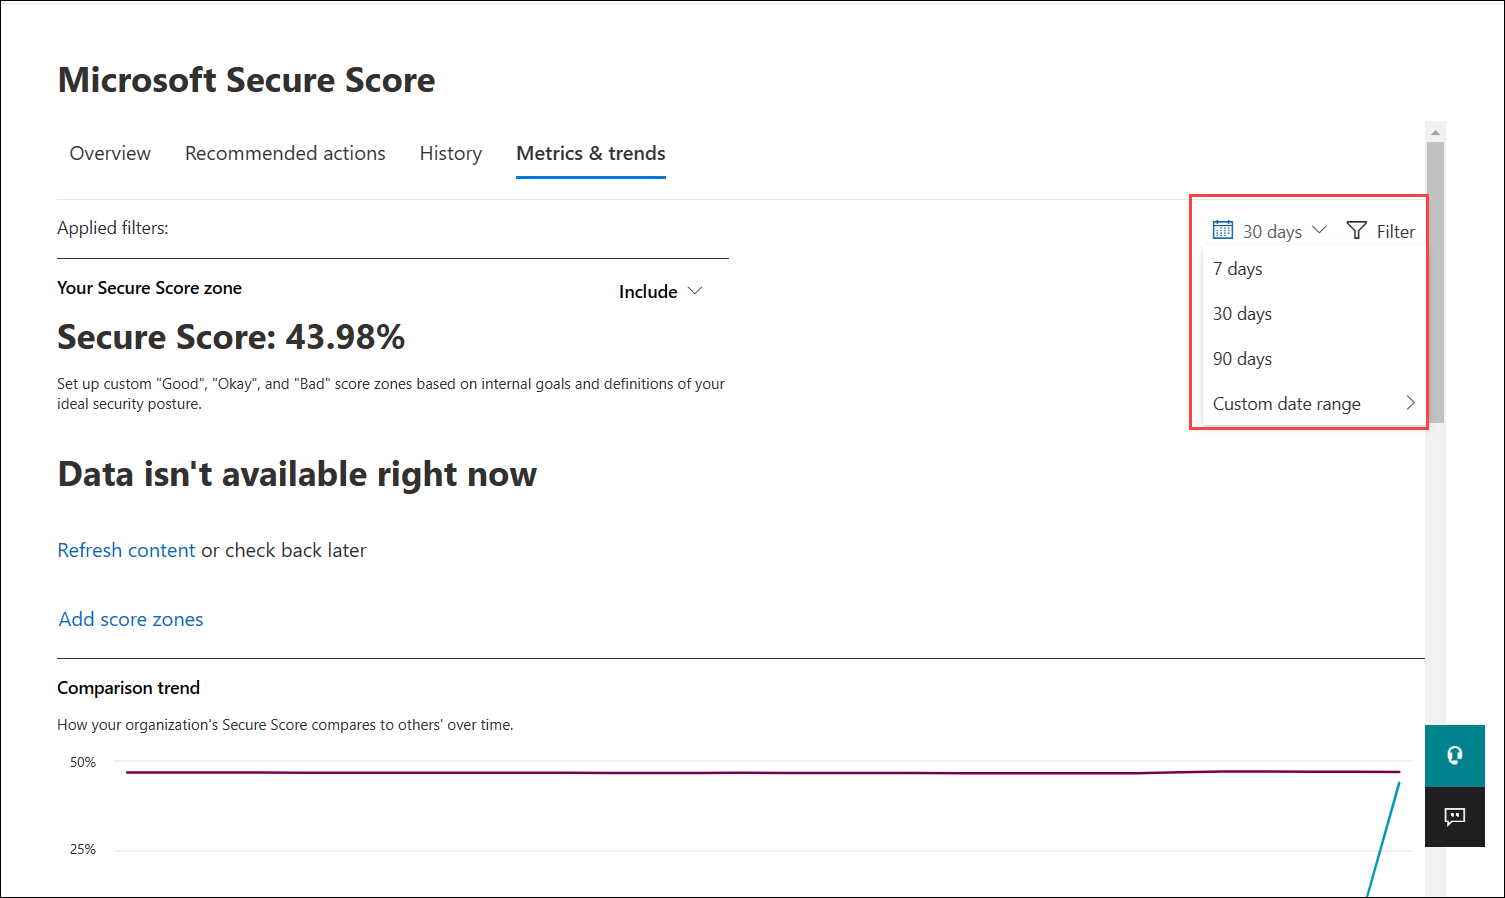 Microsoft Secure Score
Overview
Recommended actions
History
Metrics & trends
Applied filters:
30 days
Filter
7 days
30 days
90 days
Custom date range
Your Secure Score zone
Include
Secure Score: 43.98%
Set up custom "Good", "Okay", and "Bad" score zones based on internal goals and definitions of your
ideal security posture.
Data isn't available right now
Refresh content or check back later
Add score zones
Comparison trend
How your organization's Secure Score compares to others' over time.
50%
25%